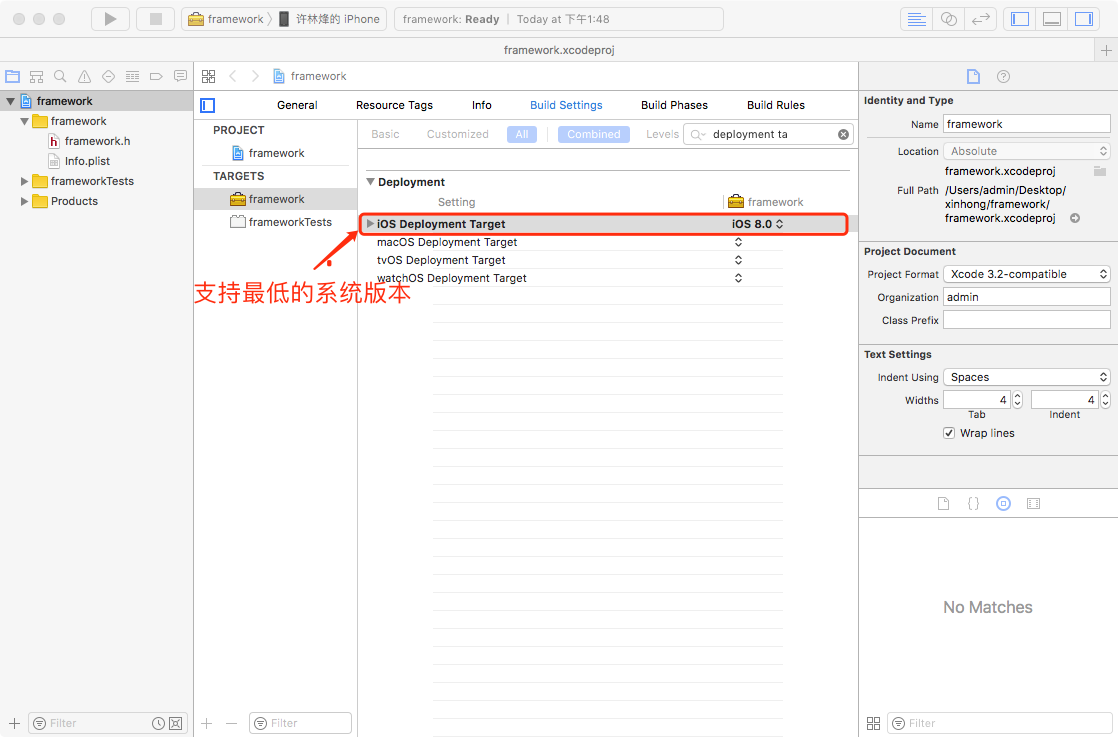 framework 〉 许林烽的 iPhone
framework: Ready | Today at 下午1:48
framework.xcodeproj
framework
framework
framework.h
Info.plist
frameworkTests
Products
Filter
framework
General Resource Tags Info Build Settings Build Phases Build Rules
PROJECT
framework
TARGETS
framework
frameworkTests
Filter
Basic Customized All Combined Levels deployment ta
Deployment
Setting framework
iOS Deployment Target iOS 8.0
macOS Deployment Target
tvOS Deployment Target
watchOS Deployment Target
支持最低的系统版本
Identity and Type
Name framework
Location Absolute
framework.xcodeproj
Full Path /Users/admin/Desktop/
xinhong/framework/
framework.xcodeproj
Project Document
Project Format Xcode 3.2-compatible
Organization admin
Class Prefix
Text Settings
Indent Using Spaces
Widths 4 4
Tab Indent
Wrap lines
No Matches
Filter